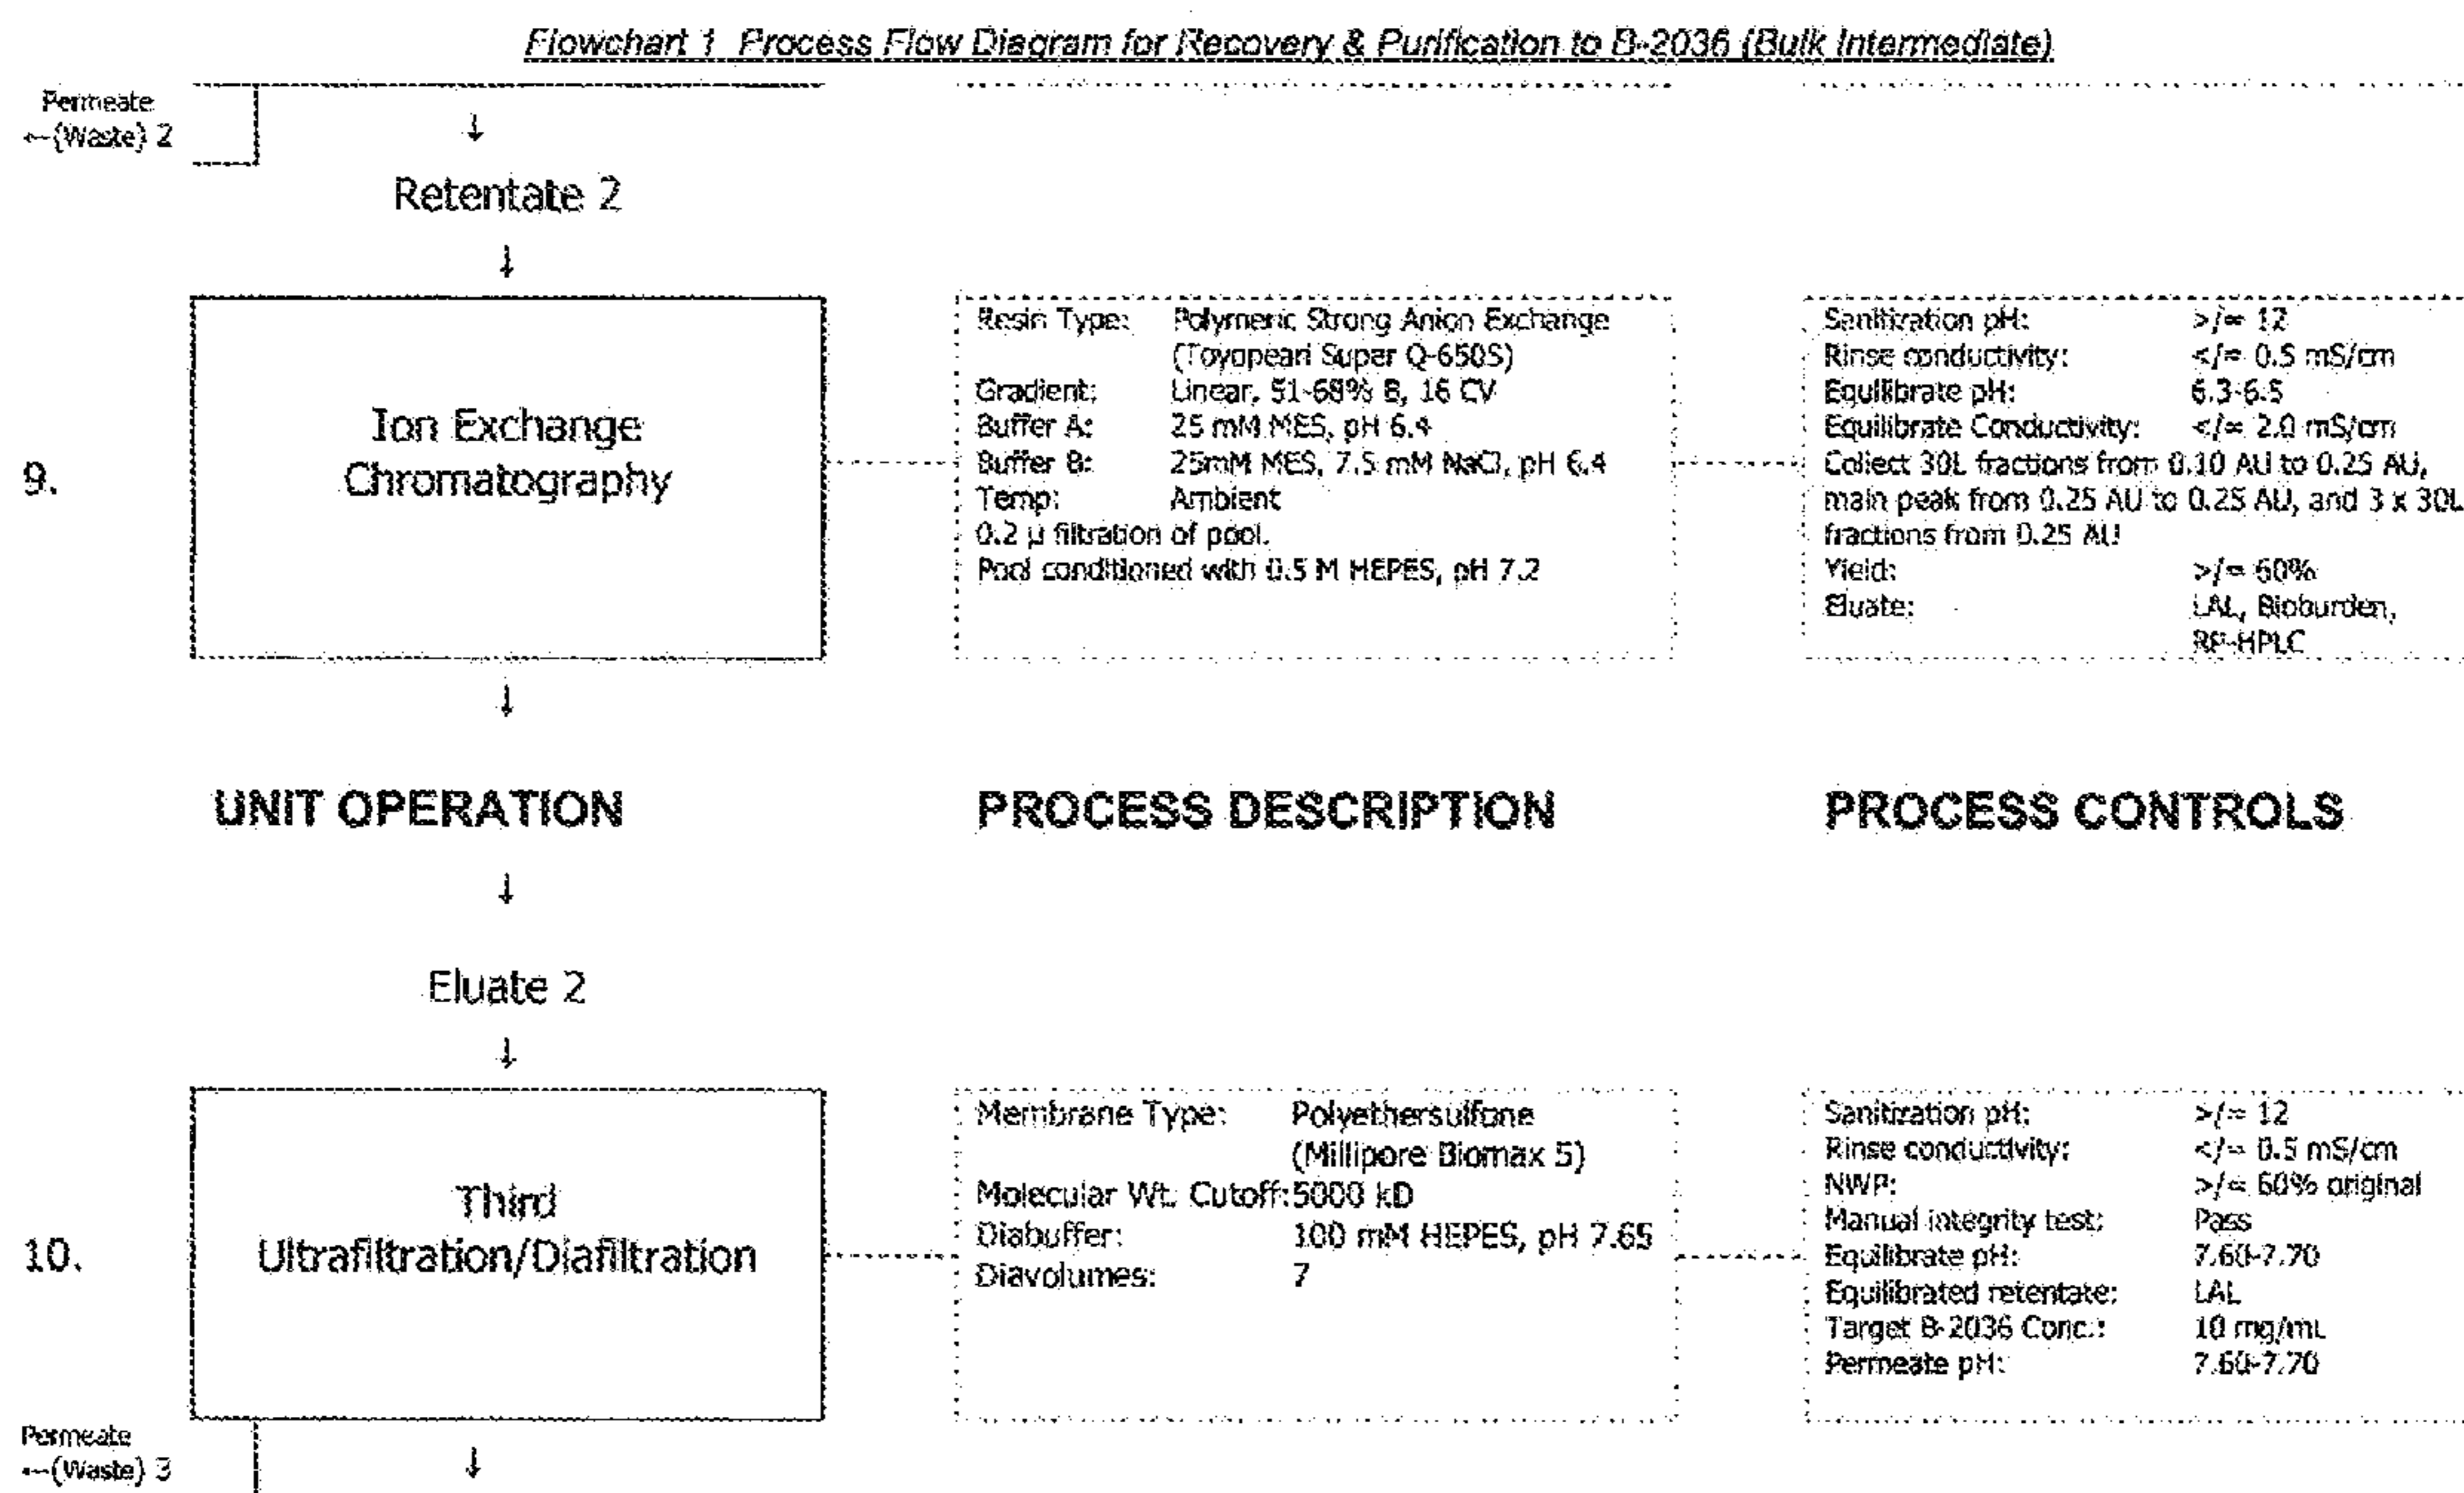 Flowchart 1 Process Flow Diagram for Recovery & Purification to B-2036 (Bulk Intermediate)
Permeate
←(Waste) 2
↓
Retentate 2
↓
9.
Ion Exchange
Chromatography
Resin Type: Polymeric Strong Anion Exchange
(Toyopearl Super Q-650S)
Gradient: Linear, 51-68% B, 16 CV
Buffer A: 25 mM MES, pH 6.4
Buffer B: 25mM MES, 7.5 mM NaCl, pH 6.4
Temp: Ambient
0.2 µ filtration of pool.
Pool conditioned with 0.5 M HEPES, pH 7.2
Sanitization pH: >/= 12
Rinse conductivity: </= 0.5 mS/cm
Equilibrate pH: 6.3-6.5
Equilibrate Conductivity: </= 2.0 mS/cm
Collect 30L fractions from 0.10 AU to 0.25 AU,
main peak from 0.25 AU to 0.25 AU, and 3 x 30L
fractions from 0.25 AU
Yield: >/= 60%
Eluate: LAL, Bioburden,
RP-HPLC
↓
UNIT OPERATION PROCESS DESCRIPTION PROCESS CONTROLS
↓
Eluate 2
↓
10.
Third
Ultrafiltration/Diafiltration
Membrane Type: Polyethersulfone
(Millipore Biomax 5)
Molecular Wt. Cutoff: 5000 kD
Diabuffer: 100 mM HEPES, pH 7.65
Diavolumes: 7
Sanitization pH: >/= 12
Rinse conductivity: </= 0.5 mS/cm
NWP: >/= 60% original
Manual integrity test: Pass
Equilibrate pH: 7.60-7.70
Equilibrated retentate: LAL
Target B-2036 Conc.: 10 mg/mL
Permeate pH: 7.60-7.70
Permeate
←(Waste) 3
↓